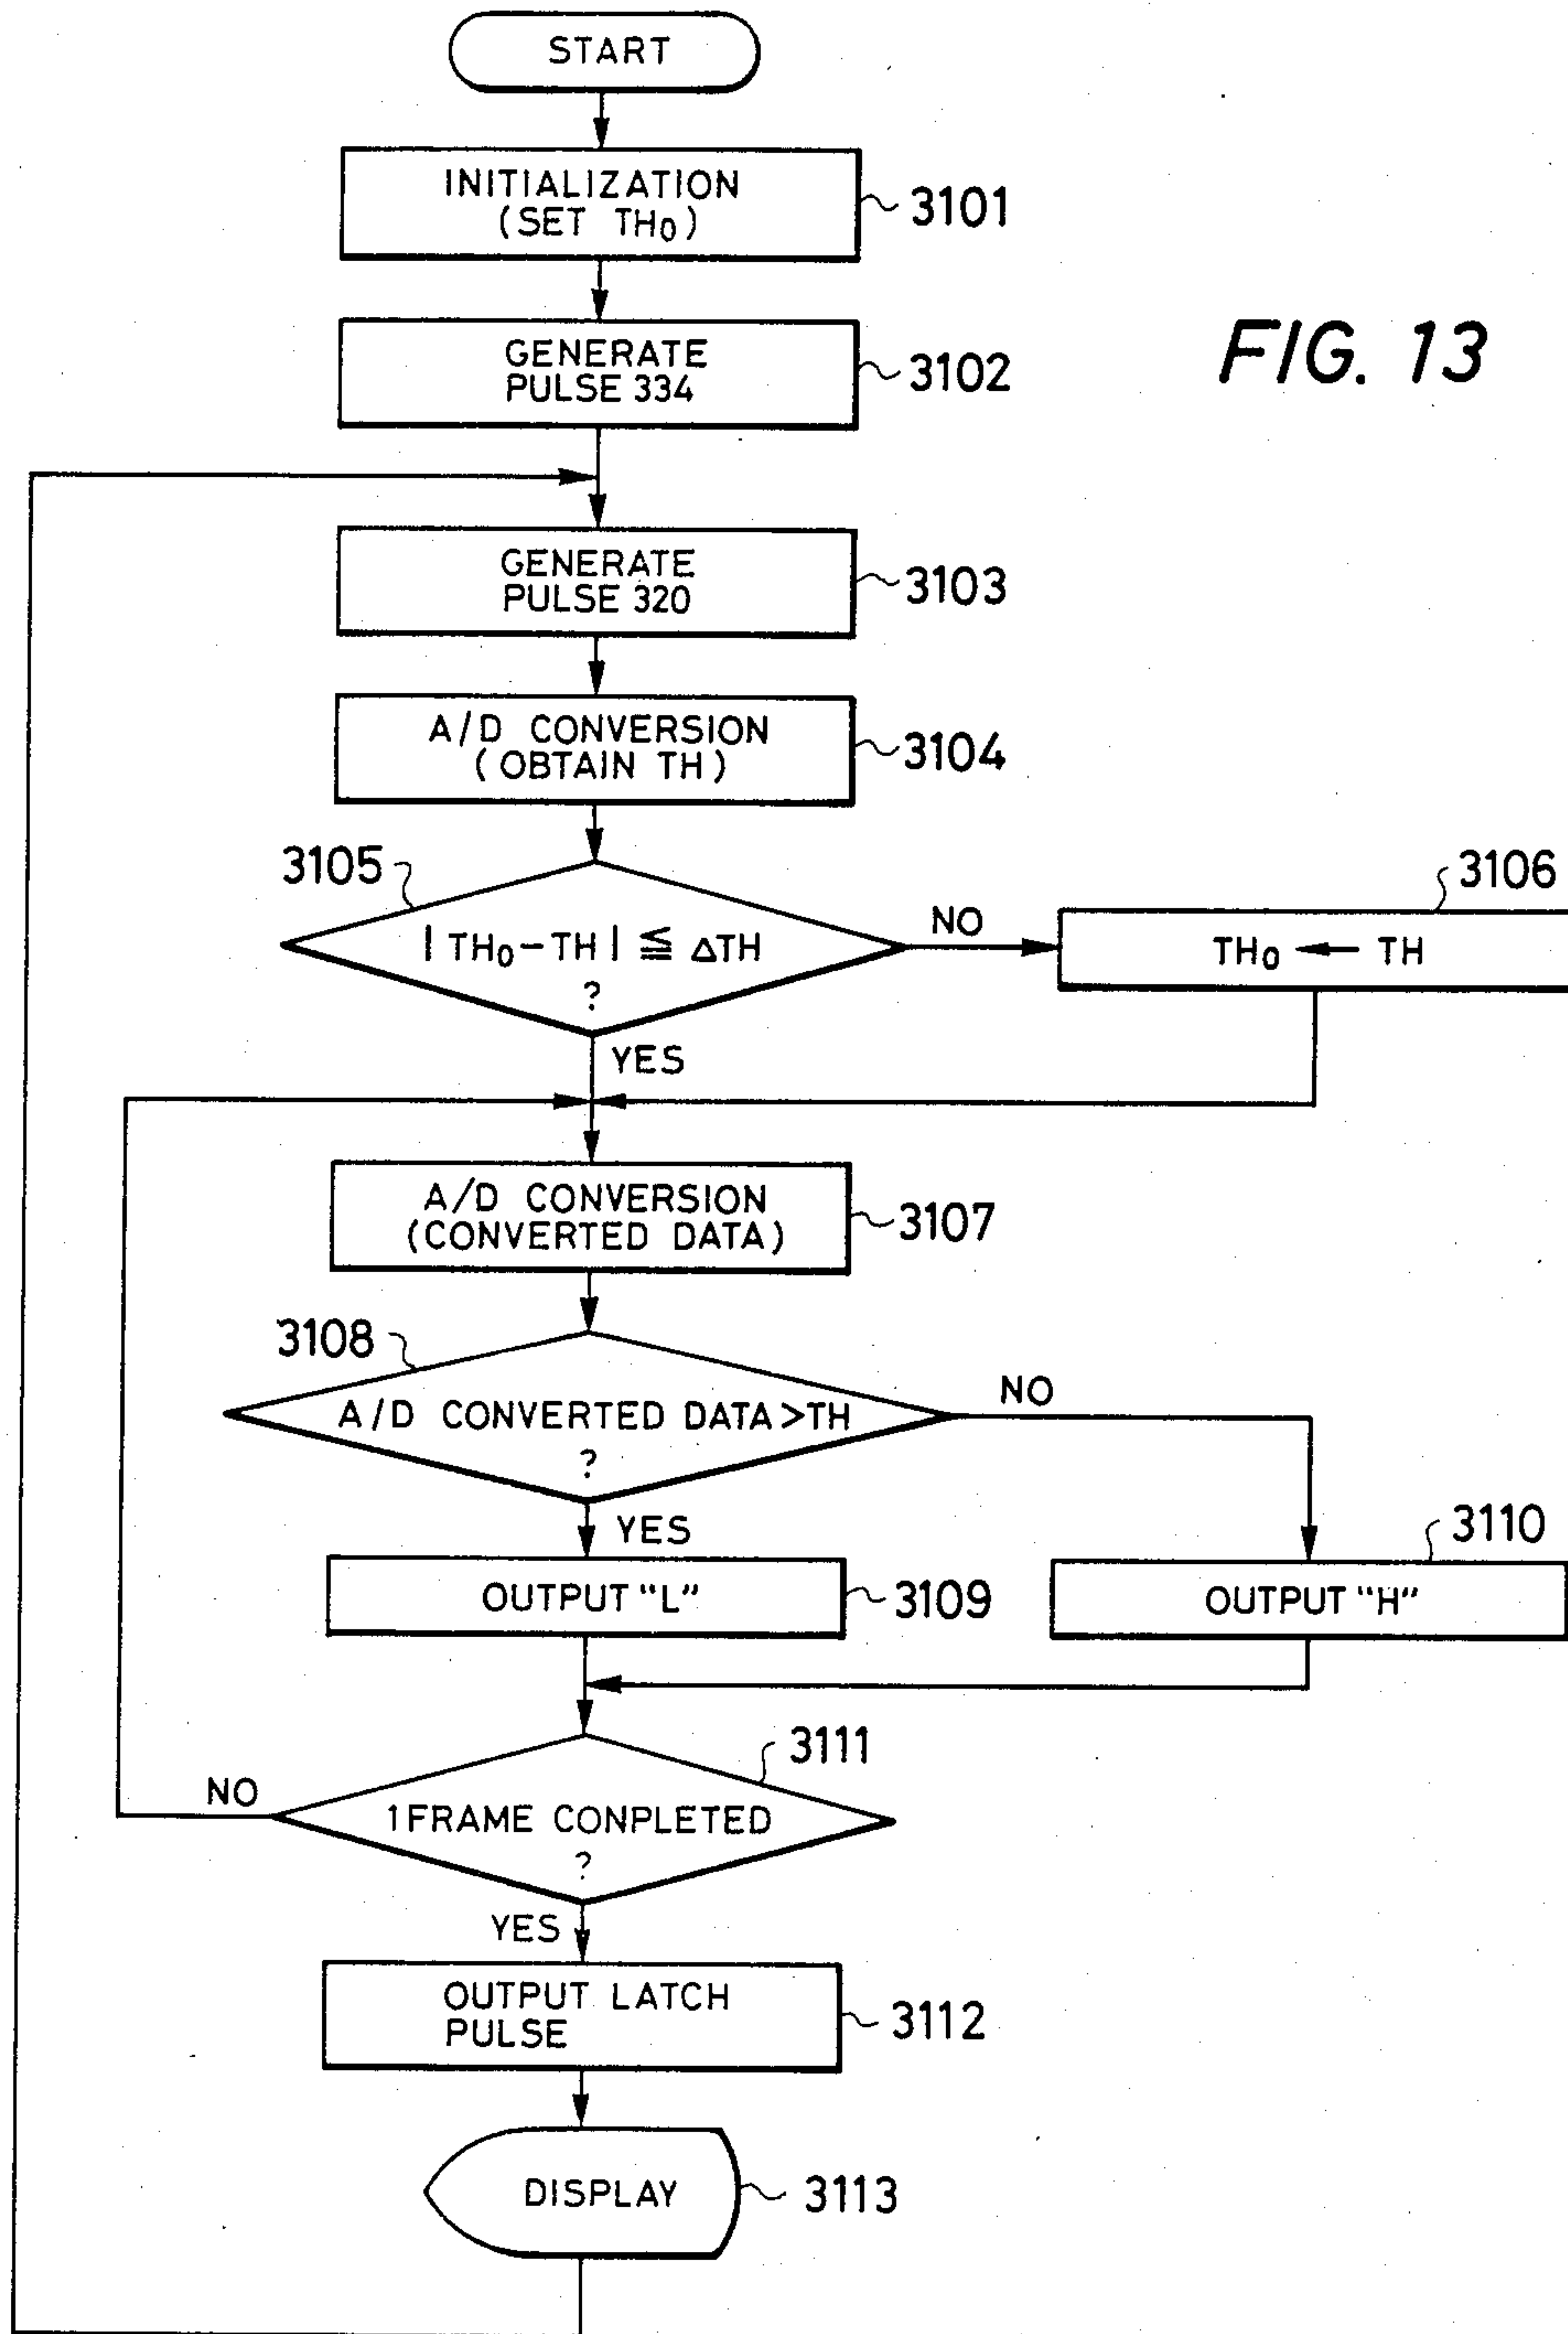 START
INITIALIZATION
(SET TH₀)
3101
FIG. 13
GENERATE
PULSE 334
3102
GENERATE
PULSE 320
3103
A/D CONVERSION
(OBTAIN TH)
3104
3105
| TH₀ - TH | ≦ ΔTH
?
NO
3106
TH₀ ← TH
YES
A/D CONVERSION
(CONVERTED DATA)
3107
3108
A/D CONVERTED DATA > TH
?
NO
YES
OUTPUT "L"
3109
3110
OUTPUT "H"
3111
NO
1 FRAME CONPLETED
?
YES
OUTPUT LATCH
PULSE
3112
DISPLAY
3113